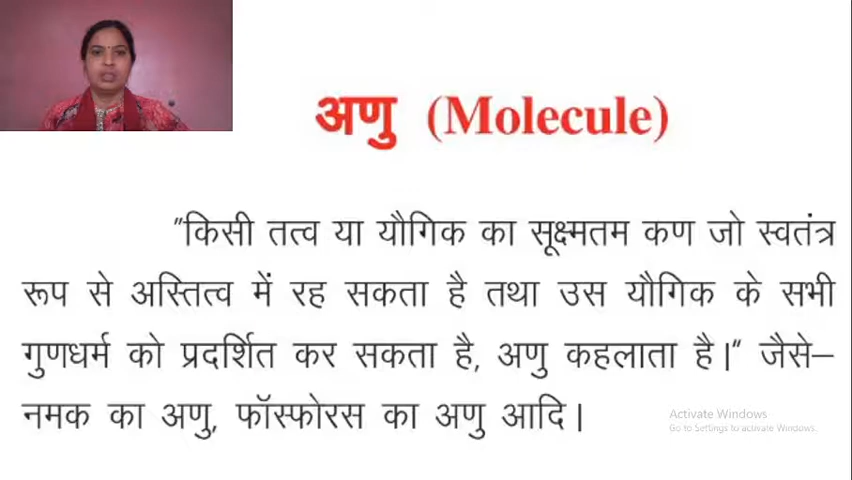 अणु (Molecule)
"किसी तत्व या यौगिक का सूक्ष्मतम कण जो स्वतंत्र
रूप से अस्तित्व में रह सकता है तथा उस यौगिक के सभी
गुणधर्म को प्रदर्शित कर सकता है, अणु कहलाता है।" जैसे–
नमक का अणु, फॉस्फोरस का अणु आदि।
Activate Windows
Go to Settings to activate Windows.